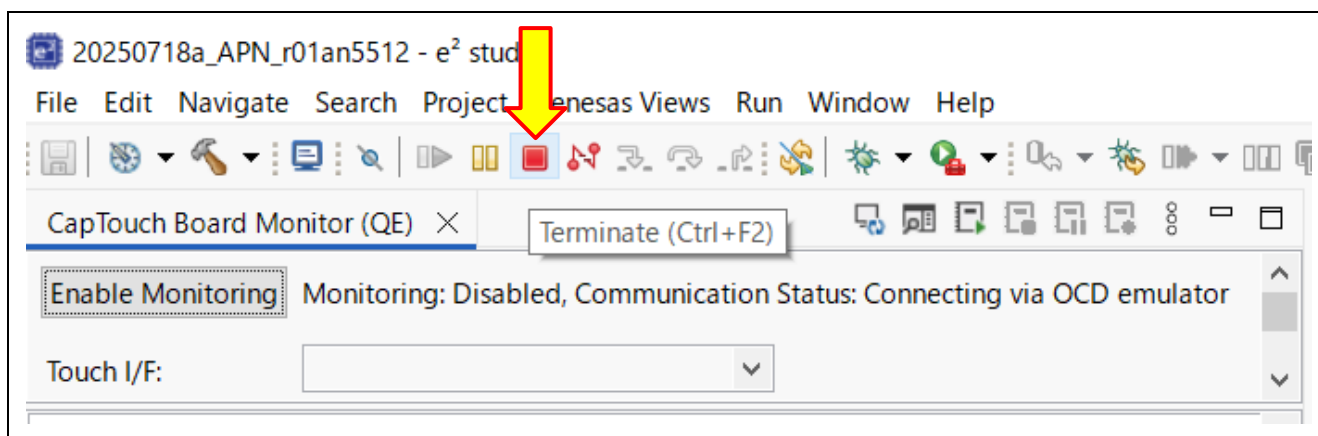 20250718a_APN_r01an5512 - e² stud
File Edit Navigate Search Project enesas Views Run Window Help
CapTouch Board Monitor (QE)
Terminate (Ctrl+F2)
Enable Monitoring Monitoring: Disabled, Communication Status: Connecting via OCD emulator
Touch I/F: